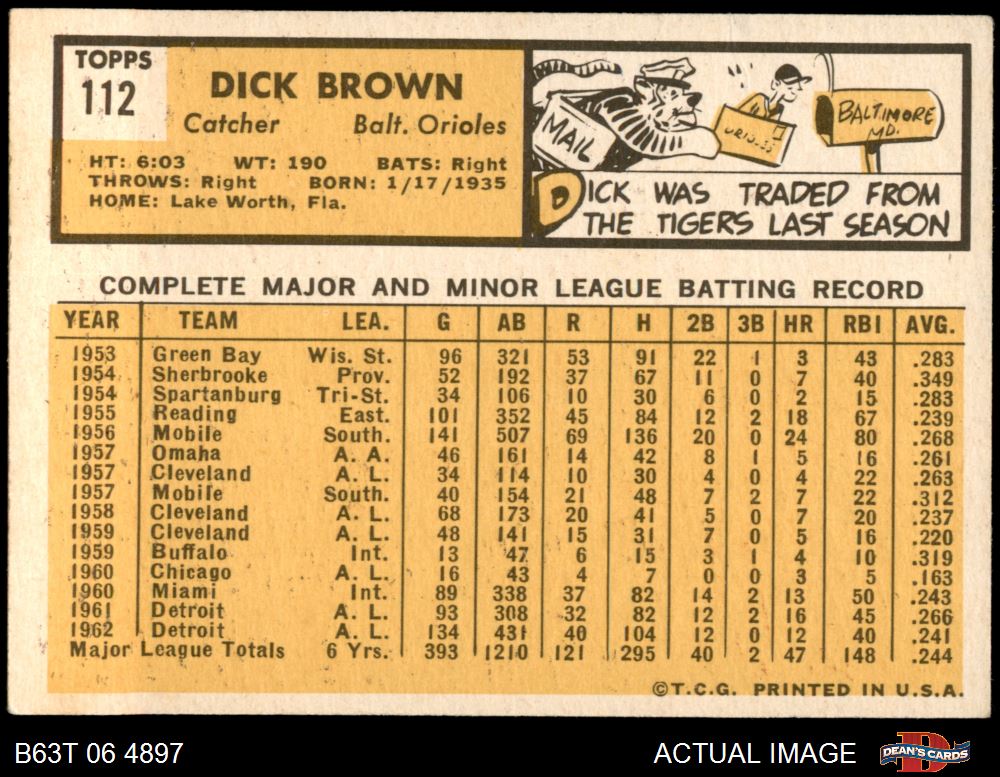 TOPPS
112
DICK BROWN
Catcher Balt. Orioles
HT: 6:03 WT: 190 BATS: Right
THROWS: Right BORN: 1/17/1935
HOME: Lake Worth, Fla.
MAIL
BALTIMORE
MD.
DICK WAS TRADED FROM
THE TIGERS LAST SEASON
COMPLETE MAJOR AND MINOR LEAGUE BATTING RECORD
YEAR TEAM LEA. G AB R H 2B 3B HR RBI AVG.
1953 Green Bay Wis. St. 96 321 53 91 22 1 3 43 .283
1954 Sherbrooke Prov. 52 192 37 67 11 0 7 40 .349
1954 Spartanburg Tri-St. 34 106 10 30 6 0 2 15 .283
1955 Reading East. 101 352 45 84 12 2 18 67 .239
1956 Mobile South. 141 507 69 136 20 0 24 80 .268
1957 Omaha A. A. 46 161 14 42 8 1 5 16 .261
1957 Cleveland A. L. 34 114 10 30 4 0 4 22 .263
1957 Mobile South. 40 154 21 48 7 2 7 22 .312
1958 Cleveland A. L. 68 173 20 41 5 0 7 20 .237
1959 Cleveland A. L. 48 141 15 31 7 0 5 16 .220
1959 Buffalo Int. 13 47 6 15 3 1 4 10 .319
1960 Chicago A. L. 16 43 4 7 0 0 3 5 .163
1960 Miami Int. 89 338 37 82 14 2 13 50 .243
1961 Detroit A. L. 93 308 32 82 12 2 16 45 .266
1962 Detroit A. L. 134 431 40 104 12 0 12 40 .241
Major League Totals 6 Yrs. 393 1210 121 295 40 2 47 148 .244
©T.C.G. PRINTED IN U.S.A.
B63T 06 4897 ACTUAL IMAGE DEAN'S CARDS